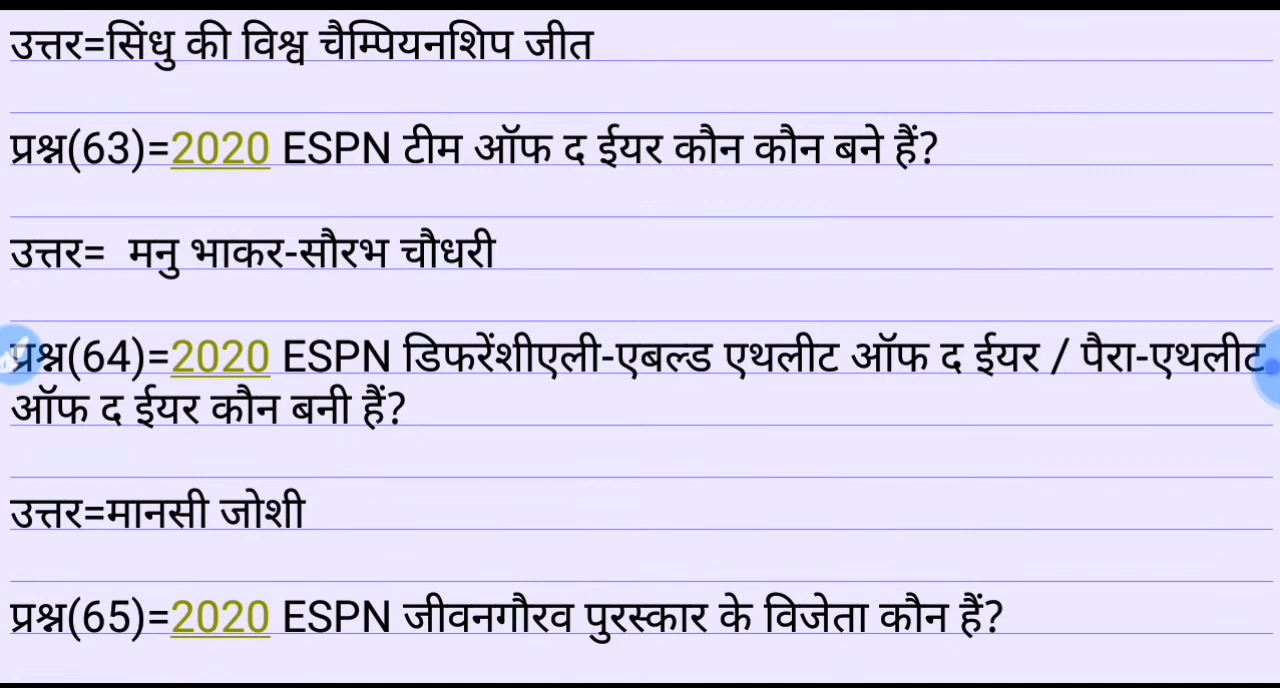 उत्तर=सिंधु की विश्व चैम्पियनशिप जीत
प्रश्न(63)=2020 ESPN टीम ऑफ द ईयर कौन कौन बने हैं?
उत्तर= मनु भाकर-सौरभ चौधरी
प्रश्न(64)=2020 ESPN डिफरेंशीएली-एबल्ड एथलीट ऑफ द ईयर / पैरा-एथलीट
ऑफ द ईयर कौन बनी हैं?
उत्तर=मानसी जोशी
प्रश्न(65)=2020 ESPN जीवनगौरव पुरस्कार के विजेता कौन हैं?